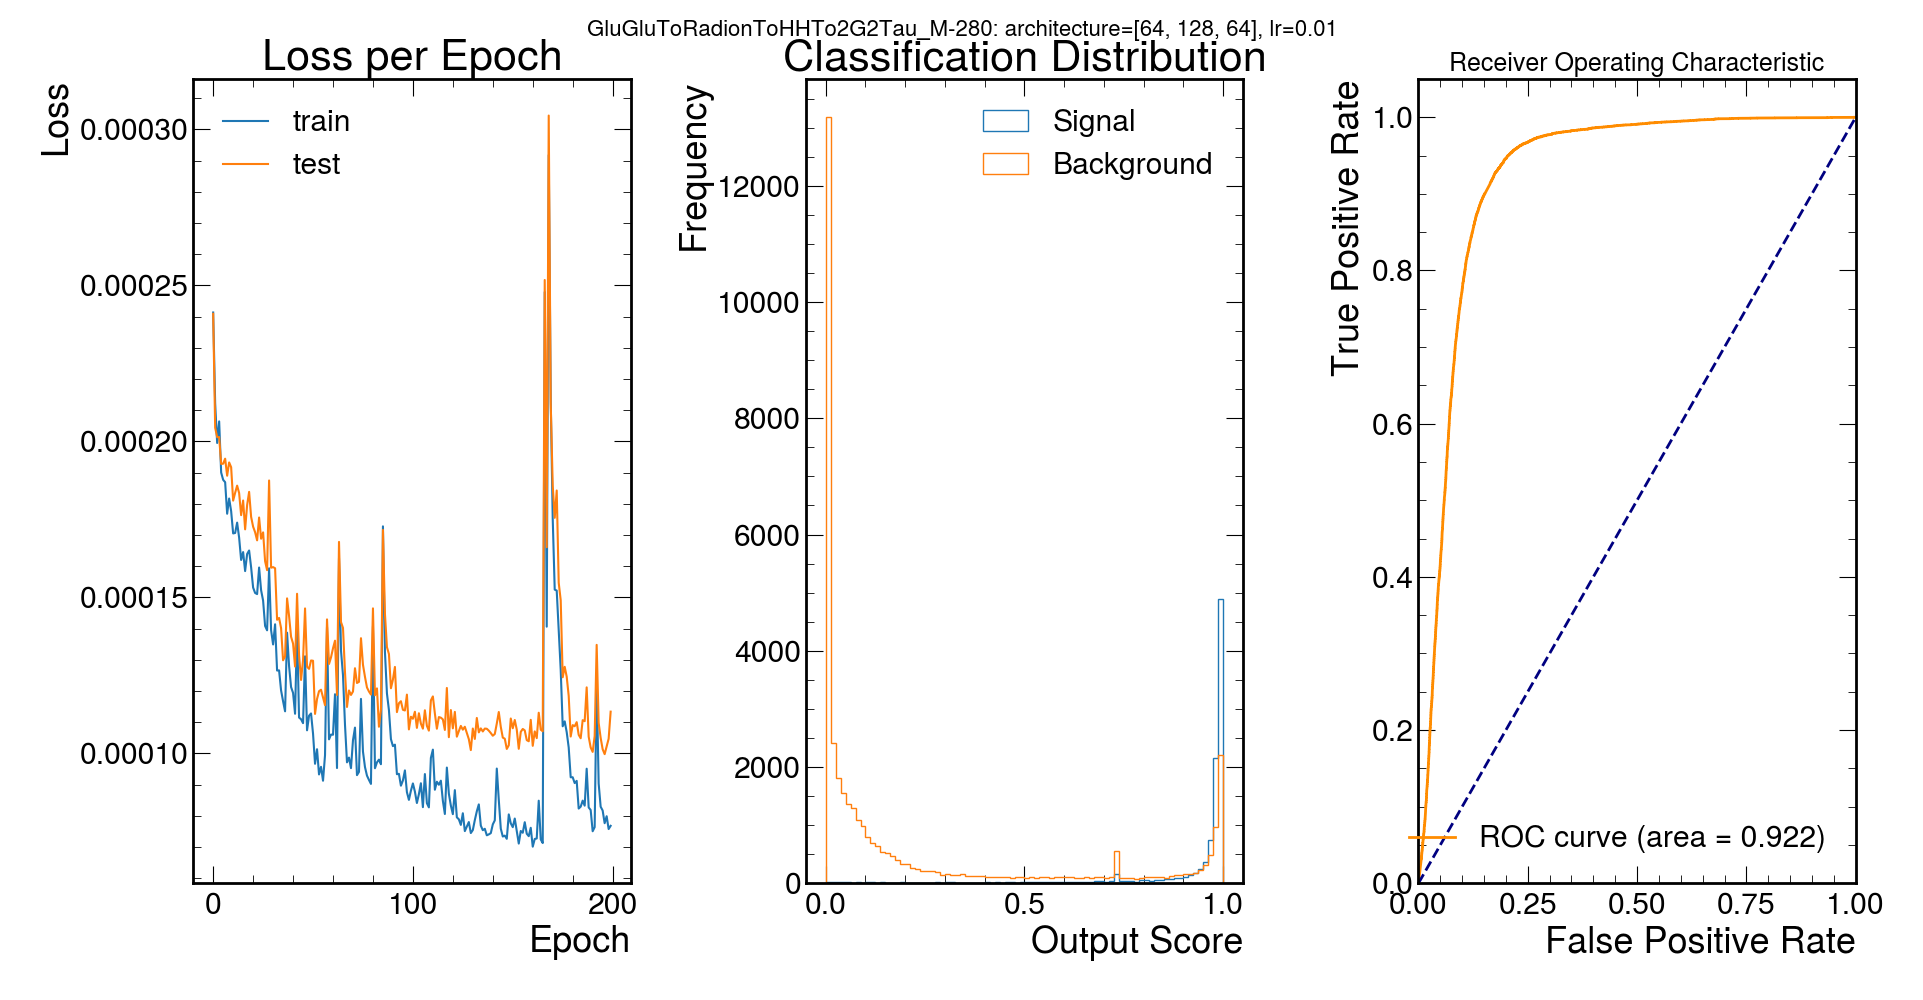 GluGluToRadionToHHTo2G2Tau_M-280: architecture=[64, 128, 64], lr=0.01
Loss per Epoch
Loss
0.00030
0.00025
0.00020
0.00015
0.00010
train
test
0
100
200
Epoch
Classification Distribution
Frequency
12000
10000
8000
6000
4000
2000
0
Signal
Background
0.0
0.5
1.0
Output Score
Receiver Operating Characteristic
True Positive Rate
1.0
0.8
0.6
0.4
0.2
0.0
ROC curve (area = 0.922)
0.00
0.25
0.50
0.75
1.00
False Positive Rate